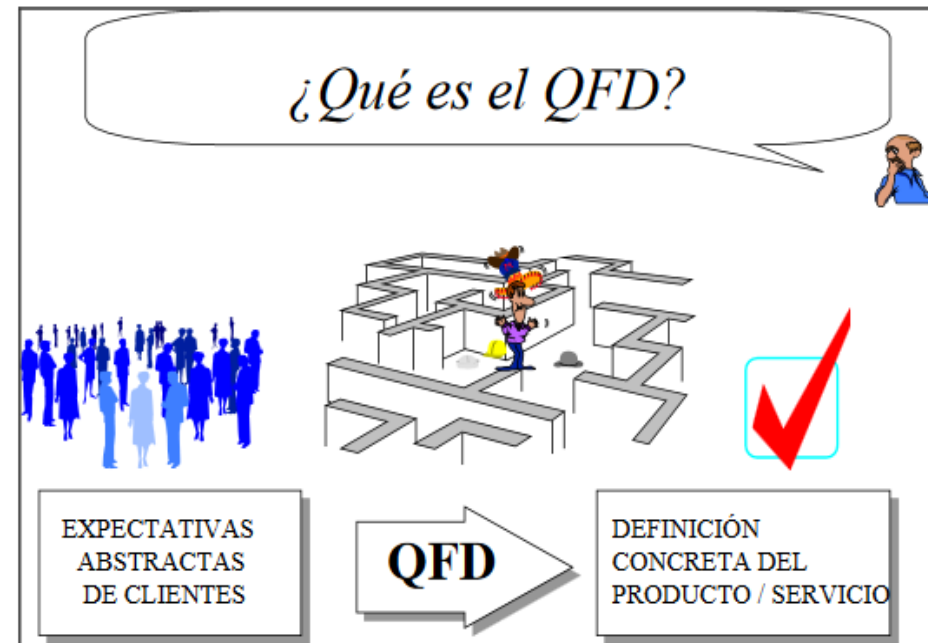 ¿Qué es el QFD?
EXPECTATIVAS
ABSTRACTAS
DE CLIENTES
QFD
DEFINICIÓN
CONCRETA DEL
PRODUCTO / SERVICIO